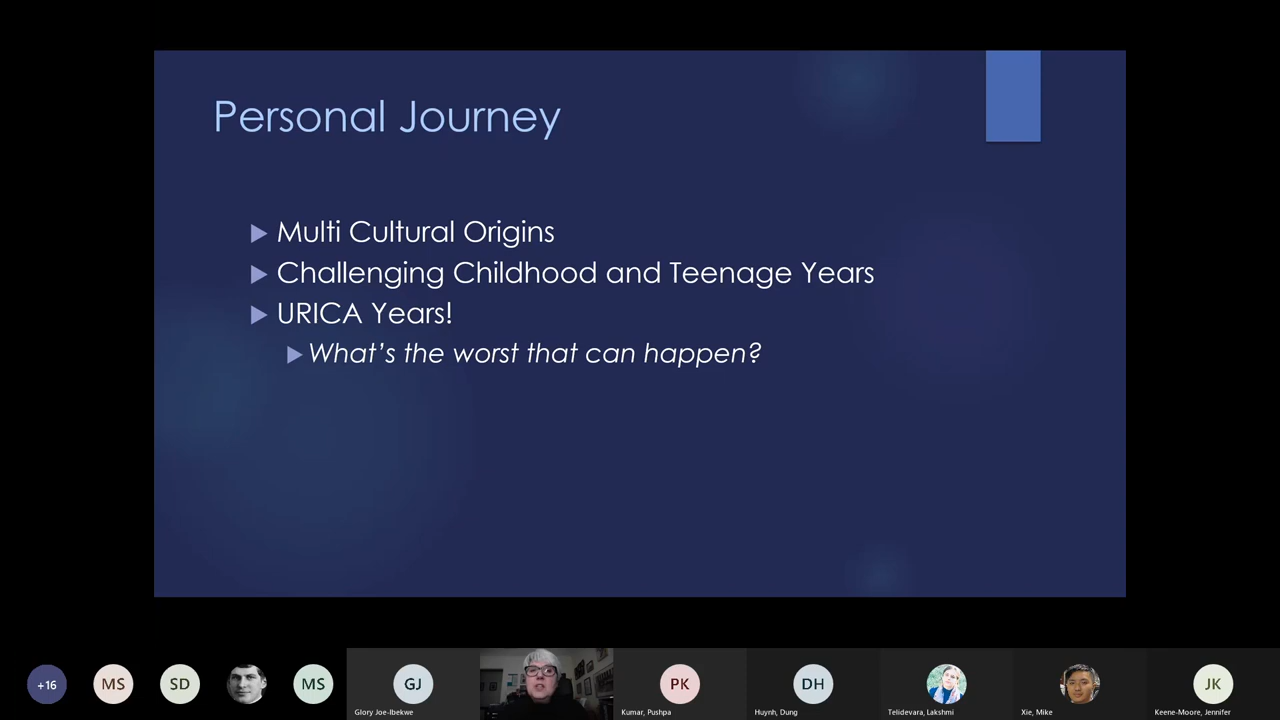 Personal Journey
Multi Cultural Origins
Challenging Childhood and Teenage Years
URICA Years!
What's the worst that can happen?
+16
MS
SD
MS
GJ
PK
DH
JK
Glory Joe-Ibekwe
Kumar, Pushpa
Huynh, Dung
Telidevara, Lakshmi
Xie, Mike
Keene-Moore, Jennifer